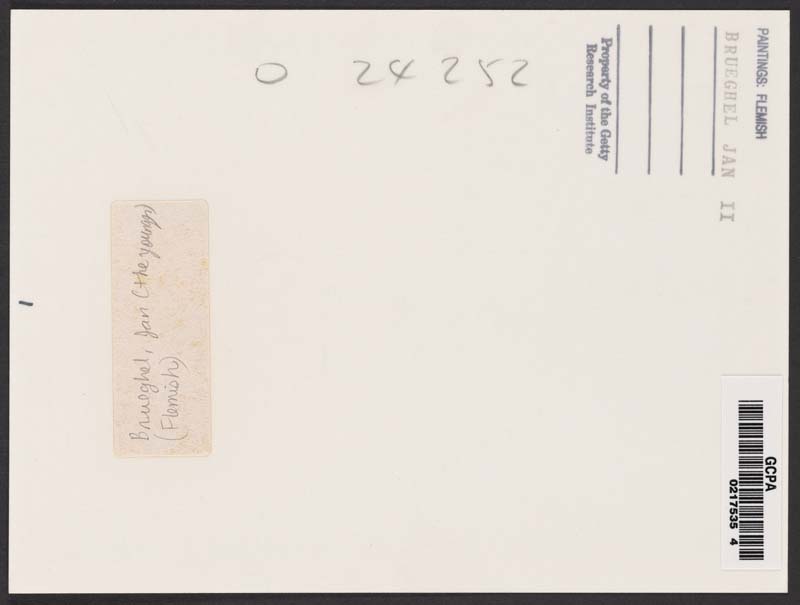 PAINTINGS: FLEMISH
BRUEGHEL JAN II
Property of the Getty
Research Institute
0 24252
Brueghel, Jan (the younger)
(Flemish)
GCPA
0217535 4